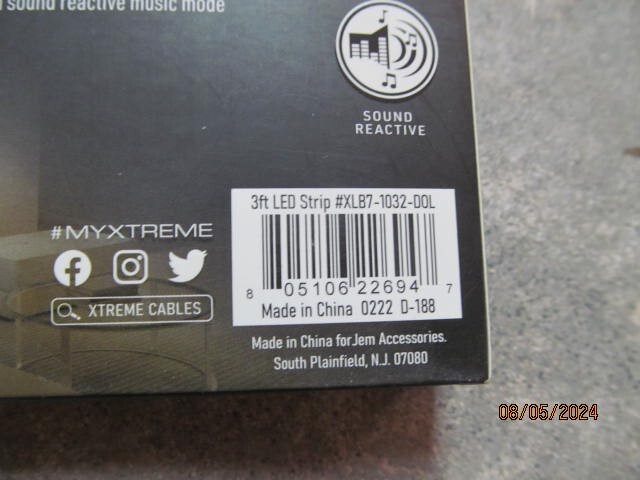 sound reactive music mode
SOUND
REACTIVE
3ft LED Strip #XLB7-1032-DOL
8 05106 22694 7
Made in China 0222 D-188
#MYXTREME
XTREME CABLES
Made in China forJem Accessories.
South Plainfield, N.J. 07080
08/05/2024